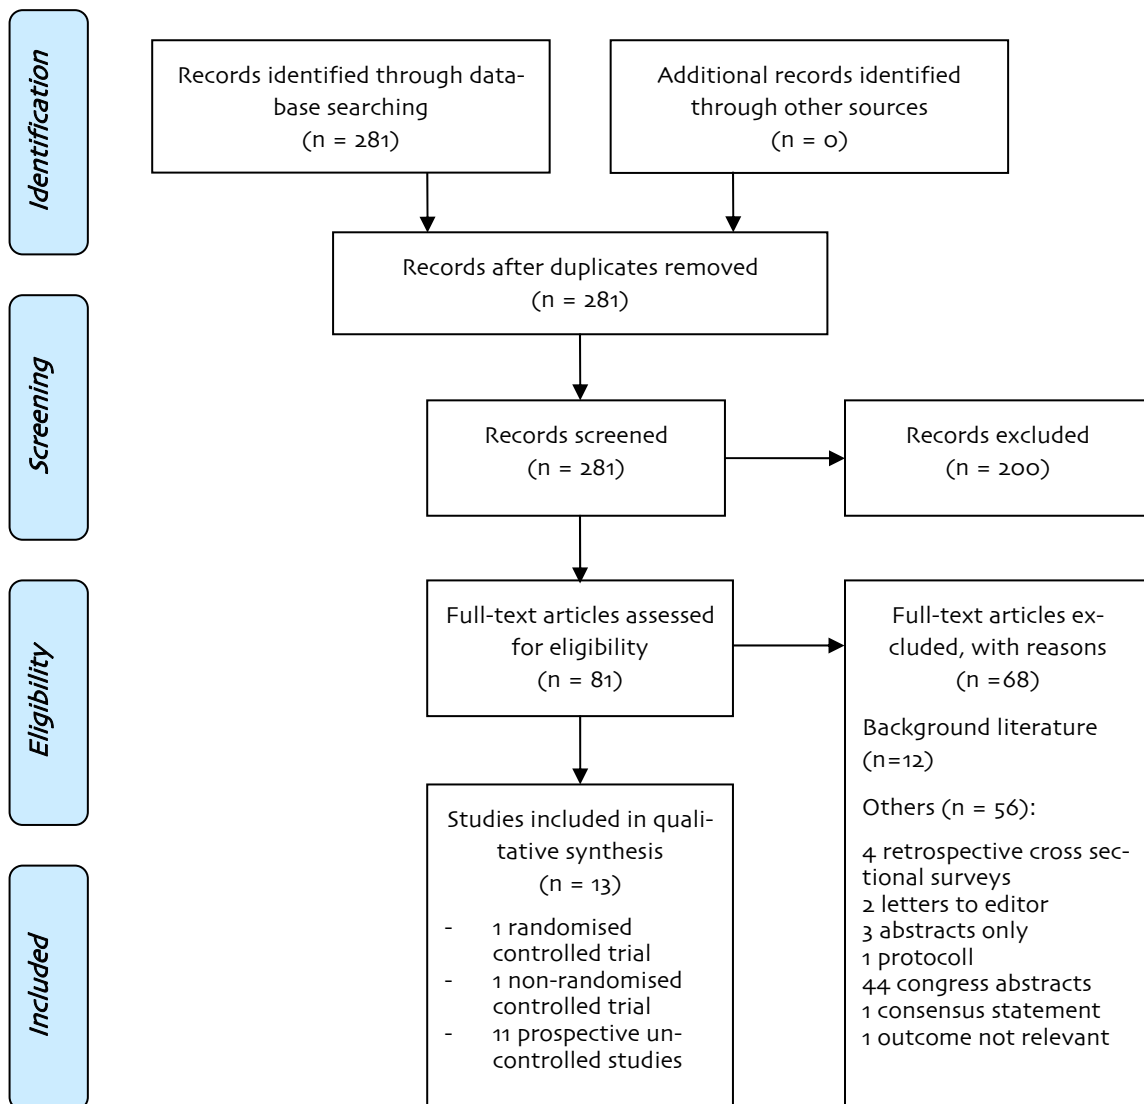 Identification
Records identified through data-
base searching
(n = 281)
Additional records identified
through other sources
(n = 0)
Records after duplicates removed
(n = 281)
Screening
Records screened
(n = 281)
Records excluded
(n = 200)
Eligibility
Full-text articles assessed
for eligibility
(n = 81)
Full-text articles ex-
cluded, with reasons
(n =68)
Background literature
(n=12)
Others (n = 56):
4 retrospective cross sec-
tional surveys
2 letters to editor
3 abstracts only
1 protocoll
44 congress abstracts
1 consensus statement
1 outcome not relevant
Included
Studies included in quali-
tative synthesis
(n = 13)
- 1 randomised
controlled trial
- 1 non-randomised
controlled trial
- 11 prospective un-
controlled studies